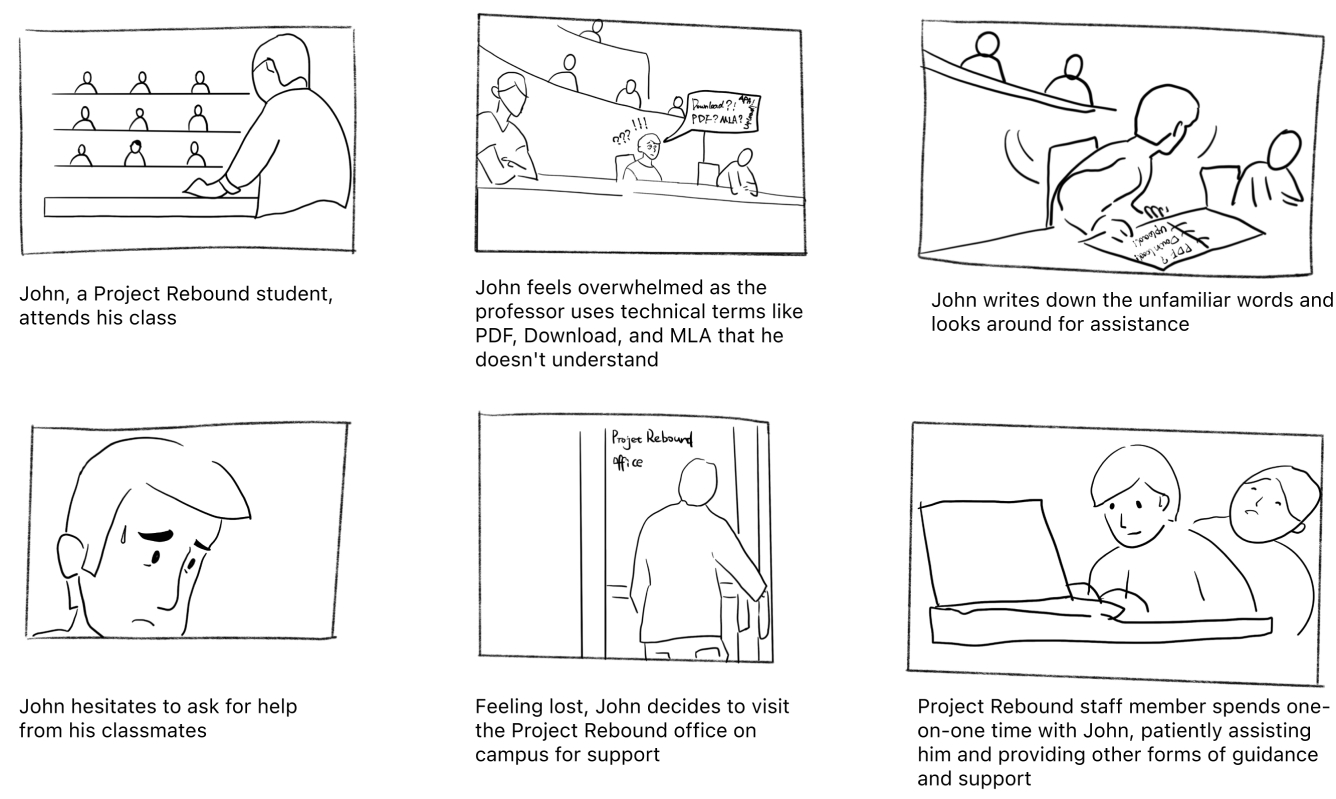 ???
!!!
Download?!
PDF? MLA?
APA!
Upload!
Upload!
Download!
PDF?
John, a Project Rebound student,
attends his class
John feels overwhelmed as the
professor uses technical terms like
PDF, Download, and MLA that he
doesn't understand
John writes down the unfamiliar words and
looks around for assistance
Projet Rebound
office
John hesitates to ask for help
from his classmates
Feeling lost, John decides to visit
the Project Rebound office on
campus for support
Project Rebound staff member spends one-
on-one time with John, patiently assisting
him and providing other forms of guidance
and support